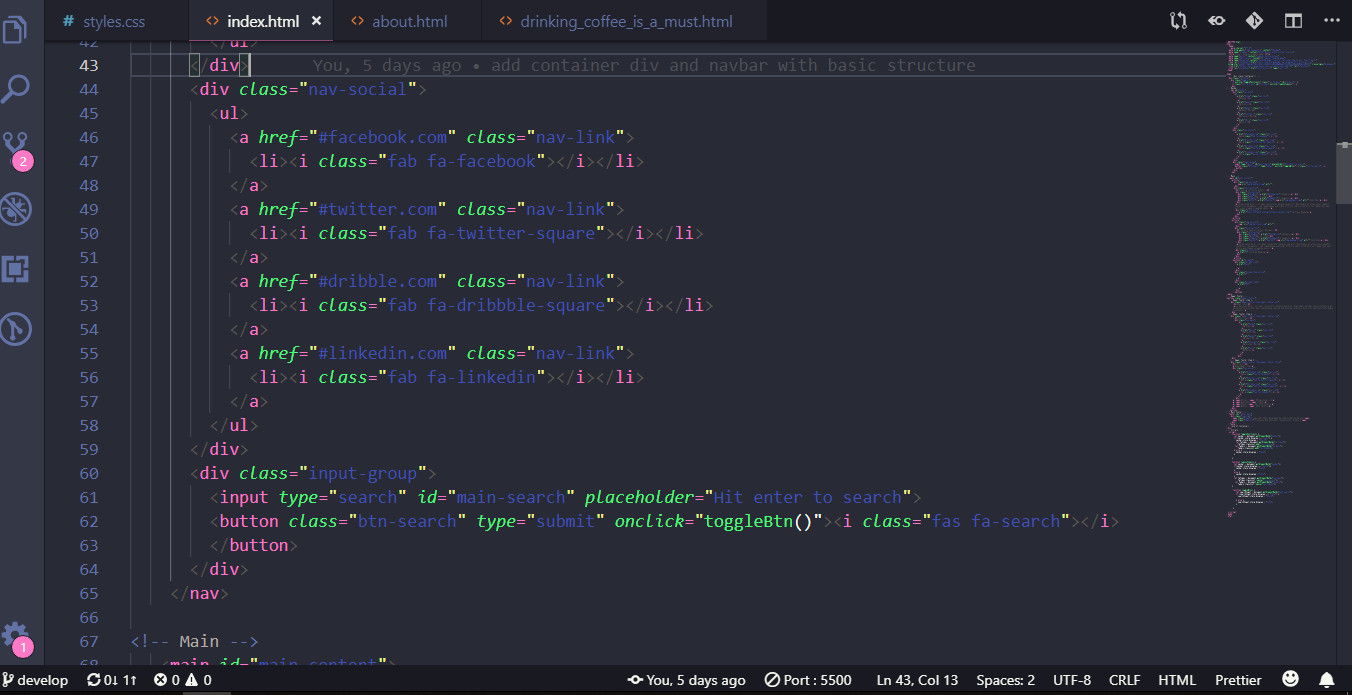 styles.css
index.html
about.html
drinking_coffee_is_a_must.html
42 </ul>
43 </div> You, 5 days ago • add container div and navbar with basic structure
44 <div class="nav-social">
45 <ul>
46 <a href="#facebook.com" class="nav-link">
47 <li><i class="fab fa-facebook"></i></li>
48 </a>
49 <a href="#twitter.com" class="nav-link">
50 <li><i class="fab fa-twitter-square"></i></li>
51 </a>
52 <a href="#dribble.com" class="nav-link">
53 <li><i class="fab fa-dribbble-square"></i></li>
54 </a>
55 <a href="#linkedin.com" class="nav-link">
56 <li><i class="fab fa-linkedin"></i></li>
57 </a>
58 </ul>
59 </div>
60 <div class="input-group">
61 <input type="search" id="main-search" placeholder="Hit enter to search">
62 <button class="btn-search" type="submit" onclick="toggleBtn()"><i class="fas fa-search"></i>
63 </button>
64 </div>
65 </nav>
66
67 <!-- Main -->
68 <main id="main-content">
2
1
develop 0↓ 1↑ 0 0 You, 5 days ago Port : 5500 Ln 43, Col 13 Spaces: 2 UTF-8 CRLF HTML Prettier